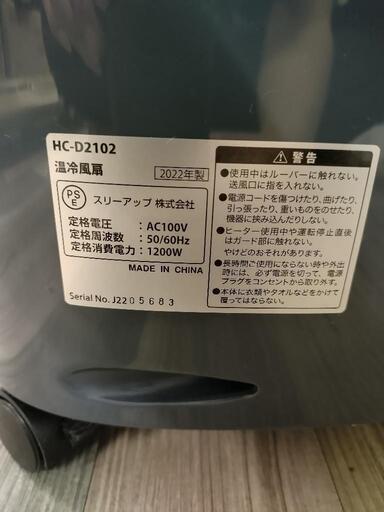 HC-D2102
温冷風扇
2022年製
PSE
スリーアップ 株式会社
定格電圧：AC100V
定格周波数：50/60Hz
定格消費電力：1200W
MADE IN CHINA
Serial No. J2205683
⚠警告
●使用中はルーバーに触れない。
送風口に指を入れない。
●電源コードを傷つけたり、曲げたり、
引っ張ったり、重いものをのせたり、
機器に挟み込んだりしない。
●ヒーター使用中や運転停止直後
はガード部に触れない。
やけどのおそれがあります。
●長時間ご使用にならない時や外出
時には、必ず電源を切って、電源
プラグをコンセントから取り外す。
●本体に衣類やタオルなどをかけて
覆ってはならない。